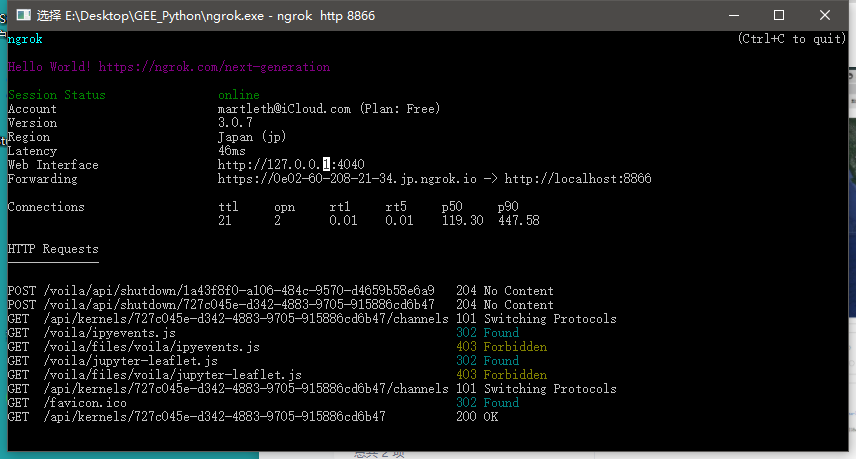 选择 E:\Desktop\GEE_Python\ngrok.exe - ngrok  http 8866
ngrok (Ctrl+C to quit)
Hello World! https://ngrok.com/next-generation
Session Status online
Account martleth@iCloud.com (Plan: Free)
Version 3.0.7
Region Japan (jp)
Latency 46ms
Web Interface http://127.0.0.1:4040
Forwarding https://0e02-60-208-21-34.jp.ngrok.io -> http://localhost:8866
Connections ttl opn rt1 rt5 p50 p90
21 2 0.01 0.01 119.30 447.58
HTTP Requests
POST /voila/api/shutdown/1a43f8f0-a106-484c-9570-d4659b58e6a9 204 No Content
POST /voila/api/shutdown/727c045e-d342-4883-9705-915886cd6b47 204 No Content
GET /api/kernels/727c045e-d342-4883-9705-915886cd6b47/channels 101 Switching Protocols
GET /voila/ipyevents.js 302 Found
GET /voila/files/voila/ipyevents.js 403 Forbidden
GET /voila/jupyter-leaflet.js 302 Found
GET /voila/files/voila/jupyter-leaflet.js 403 Forbidden
GET /api/kernels/727c045e-d342-4883-9705-915886cd6b47/channels 101 Switching Protocols
GET /favicon.ico 302 Found
GET /api/kernels/727c045e-d342-4883-9705-915886cd6b47 200 OK